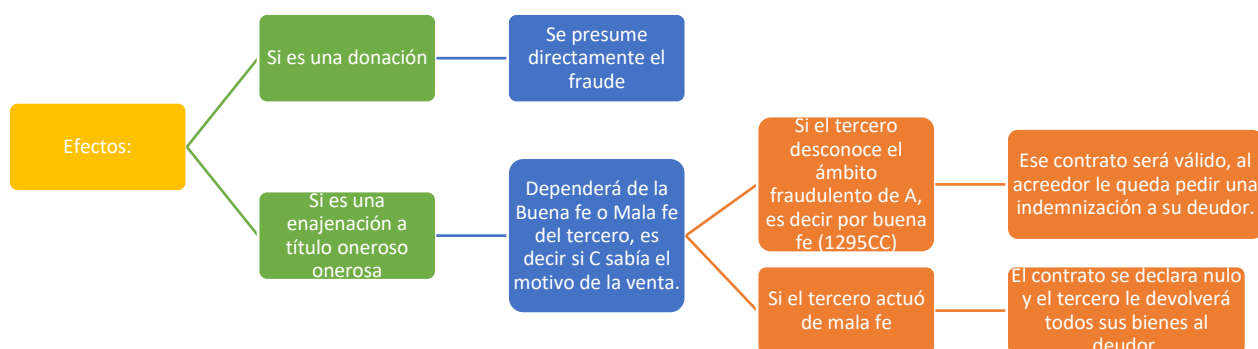 Efectos:
Si es una donación
Se presume
directamente el
fraude
Si es una
enajenación a
título oneroso
onerosa
Dependerá de la
Buena fe o Mala fe
del tercero, es
decir si C sabía el
motivo de la venta.
Si el tercero
desconoce el
ámbito
fraudulento de A,
es decir por buena
fe (1295CC)
Ese contrato será válido, al
acreedor le queda pedir una
indemnización a su deudor.
Si el tercero actuó
de mala fe
El contrato se declara nulo
y el tercero le devolverá
todos sus bienes al
deudor